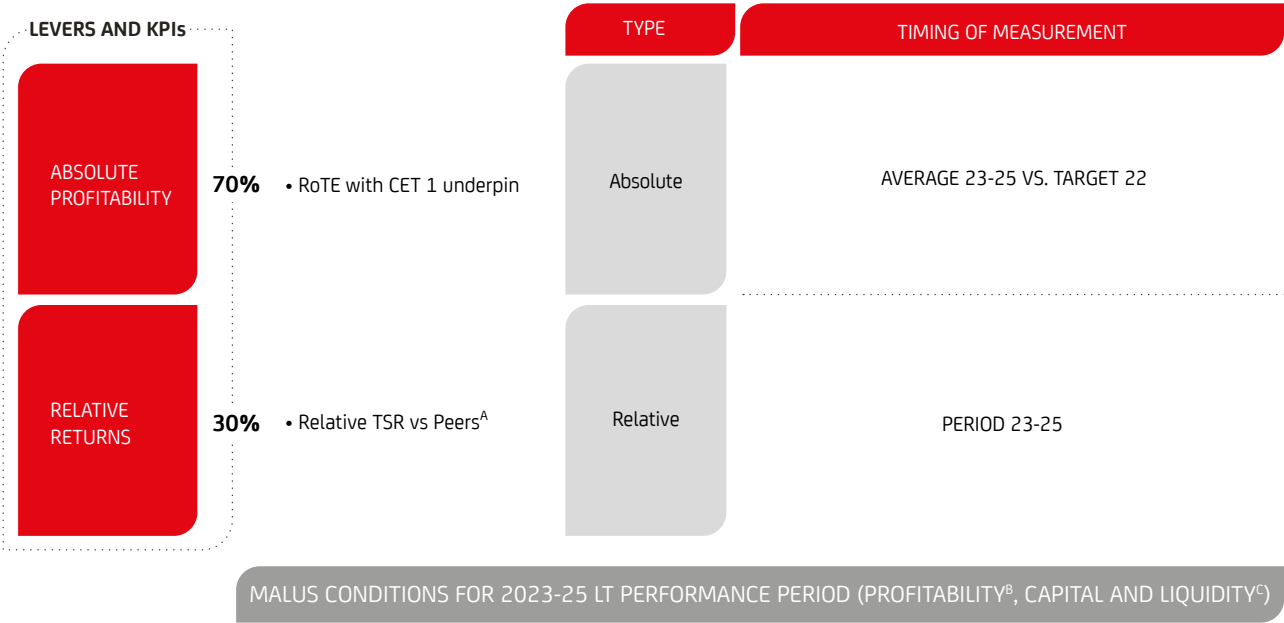 LEVERS AND KPIs
TYPE
TIMING OF MEASUREMENT
ABSOLUTE
PROFITABILITY
70%
• RoTE with CET 1 underpin
Absolute
AVERAGE 23-25 VS. TARGET 22
RELATIVE
RETURNS
30%
• Relative TSR vs Peersᴬ
Relative
PERIOD 23-25
MALUS CONDITIONS FOR 2023-25 LT PERFORMANCE PERIOD (PROFITABILITYᴮ, CAPITAL AND LIQUIDITYꟲ)